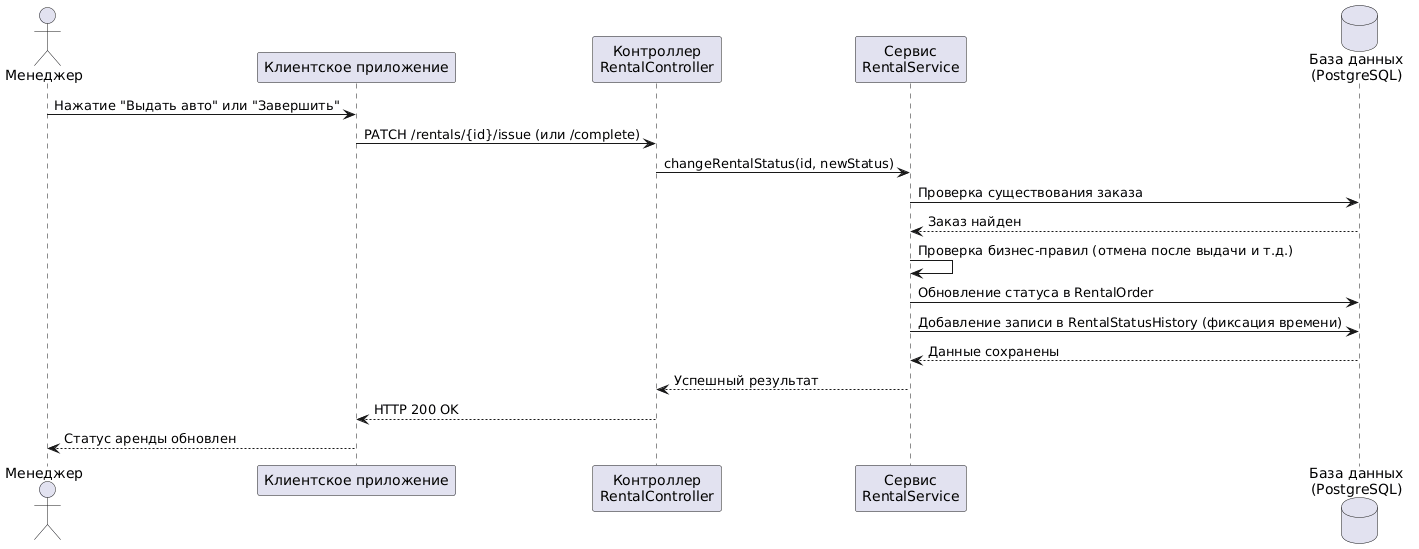 Менеджер
Клиентское приложение
Контроллер
RentalController
Сервис
RentalService
База данных
(PostgreSQL)
Нажатие "Выдать авто" или "Завершить"
PATCH /rentals/{id}/issue (или /complete)
changeRentalStatus(id, newStatus)
Проверка существования заказа
Заказ найден
Проверка бизнес-правил (отмена после выдачи и т.д.)
Обновление статуса в RentalOrder
Добавление записи в RentalStatusHistory (фиксация времени)
Данные сохранены
Успешный результат
HTTP 200 OK
Статус аренды обновлен
Менеджер
Клиентское приложение
Контроллер
RentalController
Сервис
RentalService
База данных
(PostgreSQL)